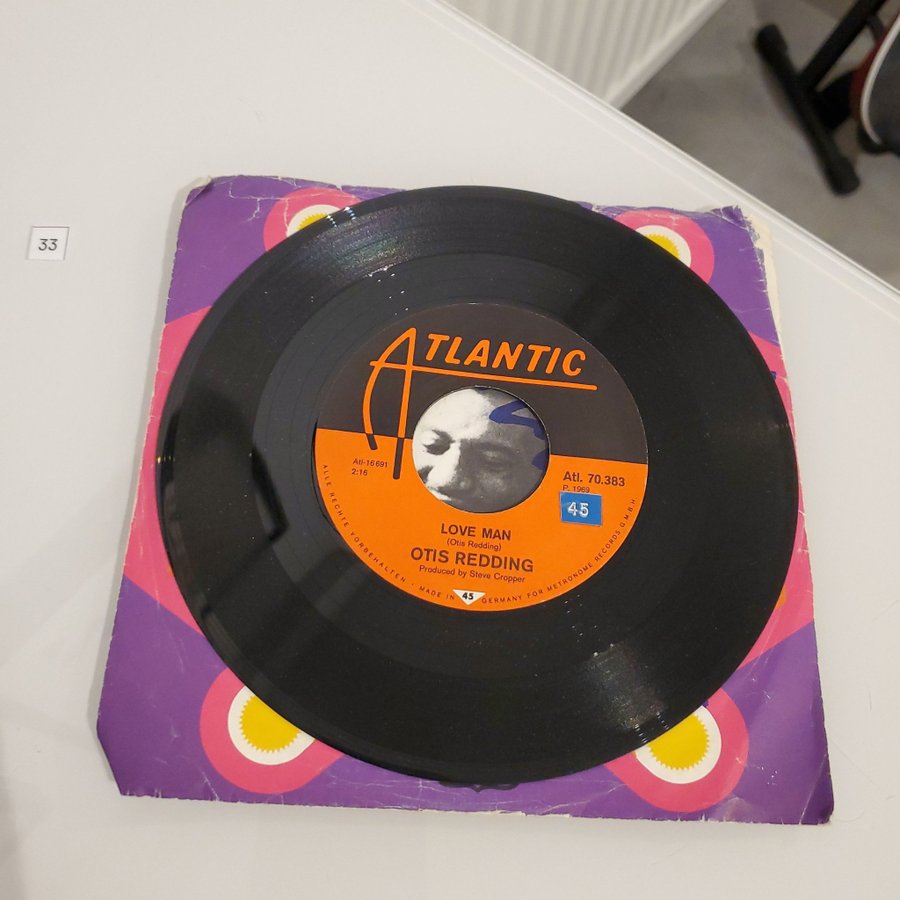 33
ATLANTIC
Atl-16 691
2:16
Atl. 70.383
P. 1969
45
LOVE MAN
(Otis Redding)
OTIS REDDING
Produced by Steve Cropper
ALLE RECHTE VORBEHALTEN · MADE IN 45 GERMANY FOR METRONOME RECORDS G.M.B.H.